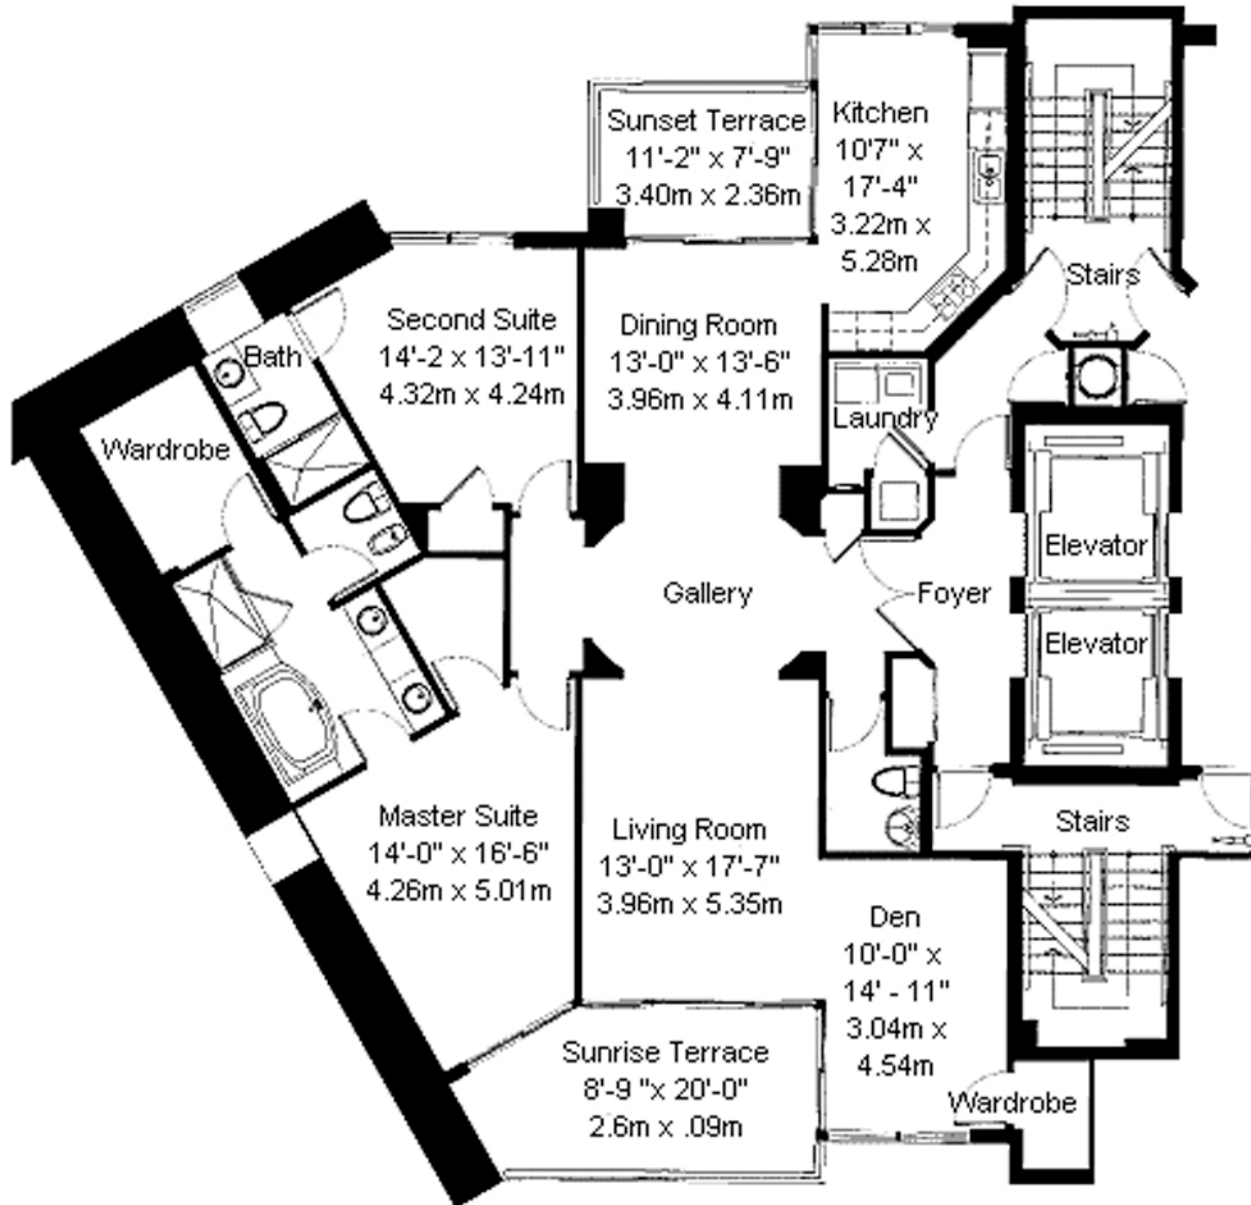 Sunset Terrace
11'-2" x 7'-9"
3.40m x 2.36m
Kitchen
10'7" x
17'-4"
3.22m x
5.28m
Stairs
Second Suite
14'-2 x 13'-11"
4.32m x 4.24m
Dining Room
13'-0" x 13'-6"
3.96m x 4.11m
Bath
Laundry
Wardrobe
Elevator
Gallery
Foyer
Elevator
Master Suite
14'-0" x 16'-6"
4.26m x 5.01m
Living Room
13'-0" x 17'-7"
3.96m x 5.35m
Stairs
Den
10'-0" x
14' - 11"
3.04m x
4.54m
Sunrise Terrace
8'-9 "x 20'-0"
2.6m x .09m
Wardrobe